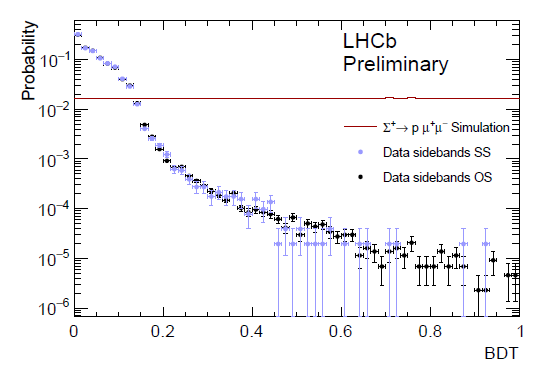 Probability
10⁻¹
10⁻²
10⁻³
10⁻⁴
10⁻⁵
10⁻⁶
LHCb
Preliminary
Σ⁺→ p μ⁺μ⁻ Simulation
Data sidebands SS
Data sidebands OS
0 0.2 0.4 0.6 0.8 1
BDT